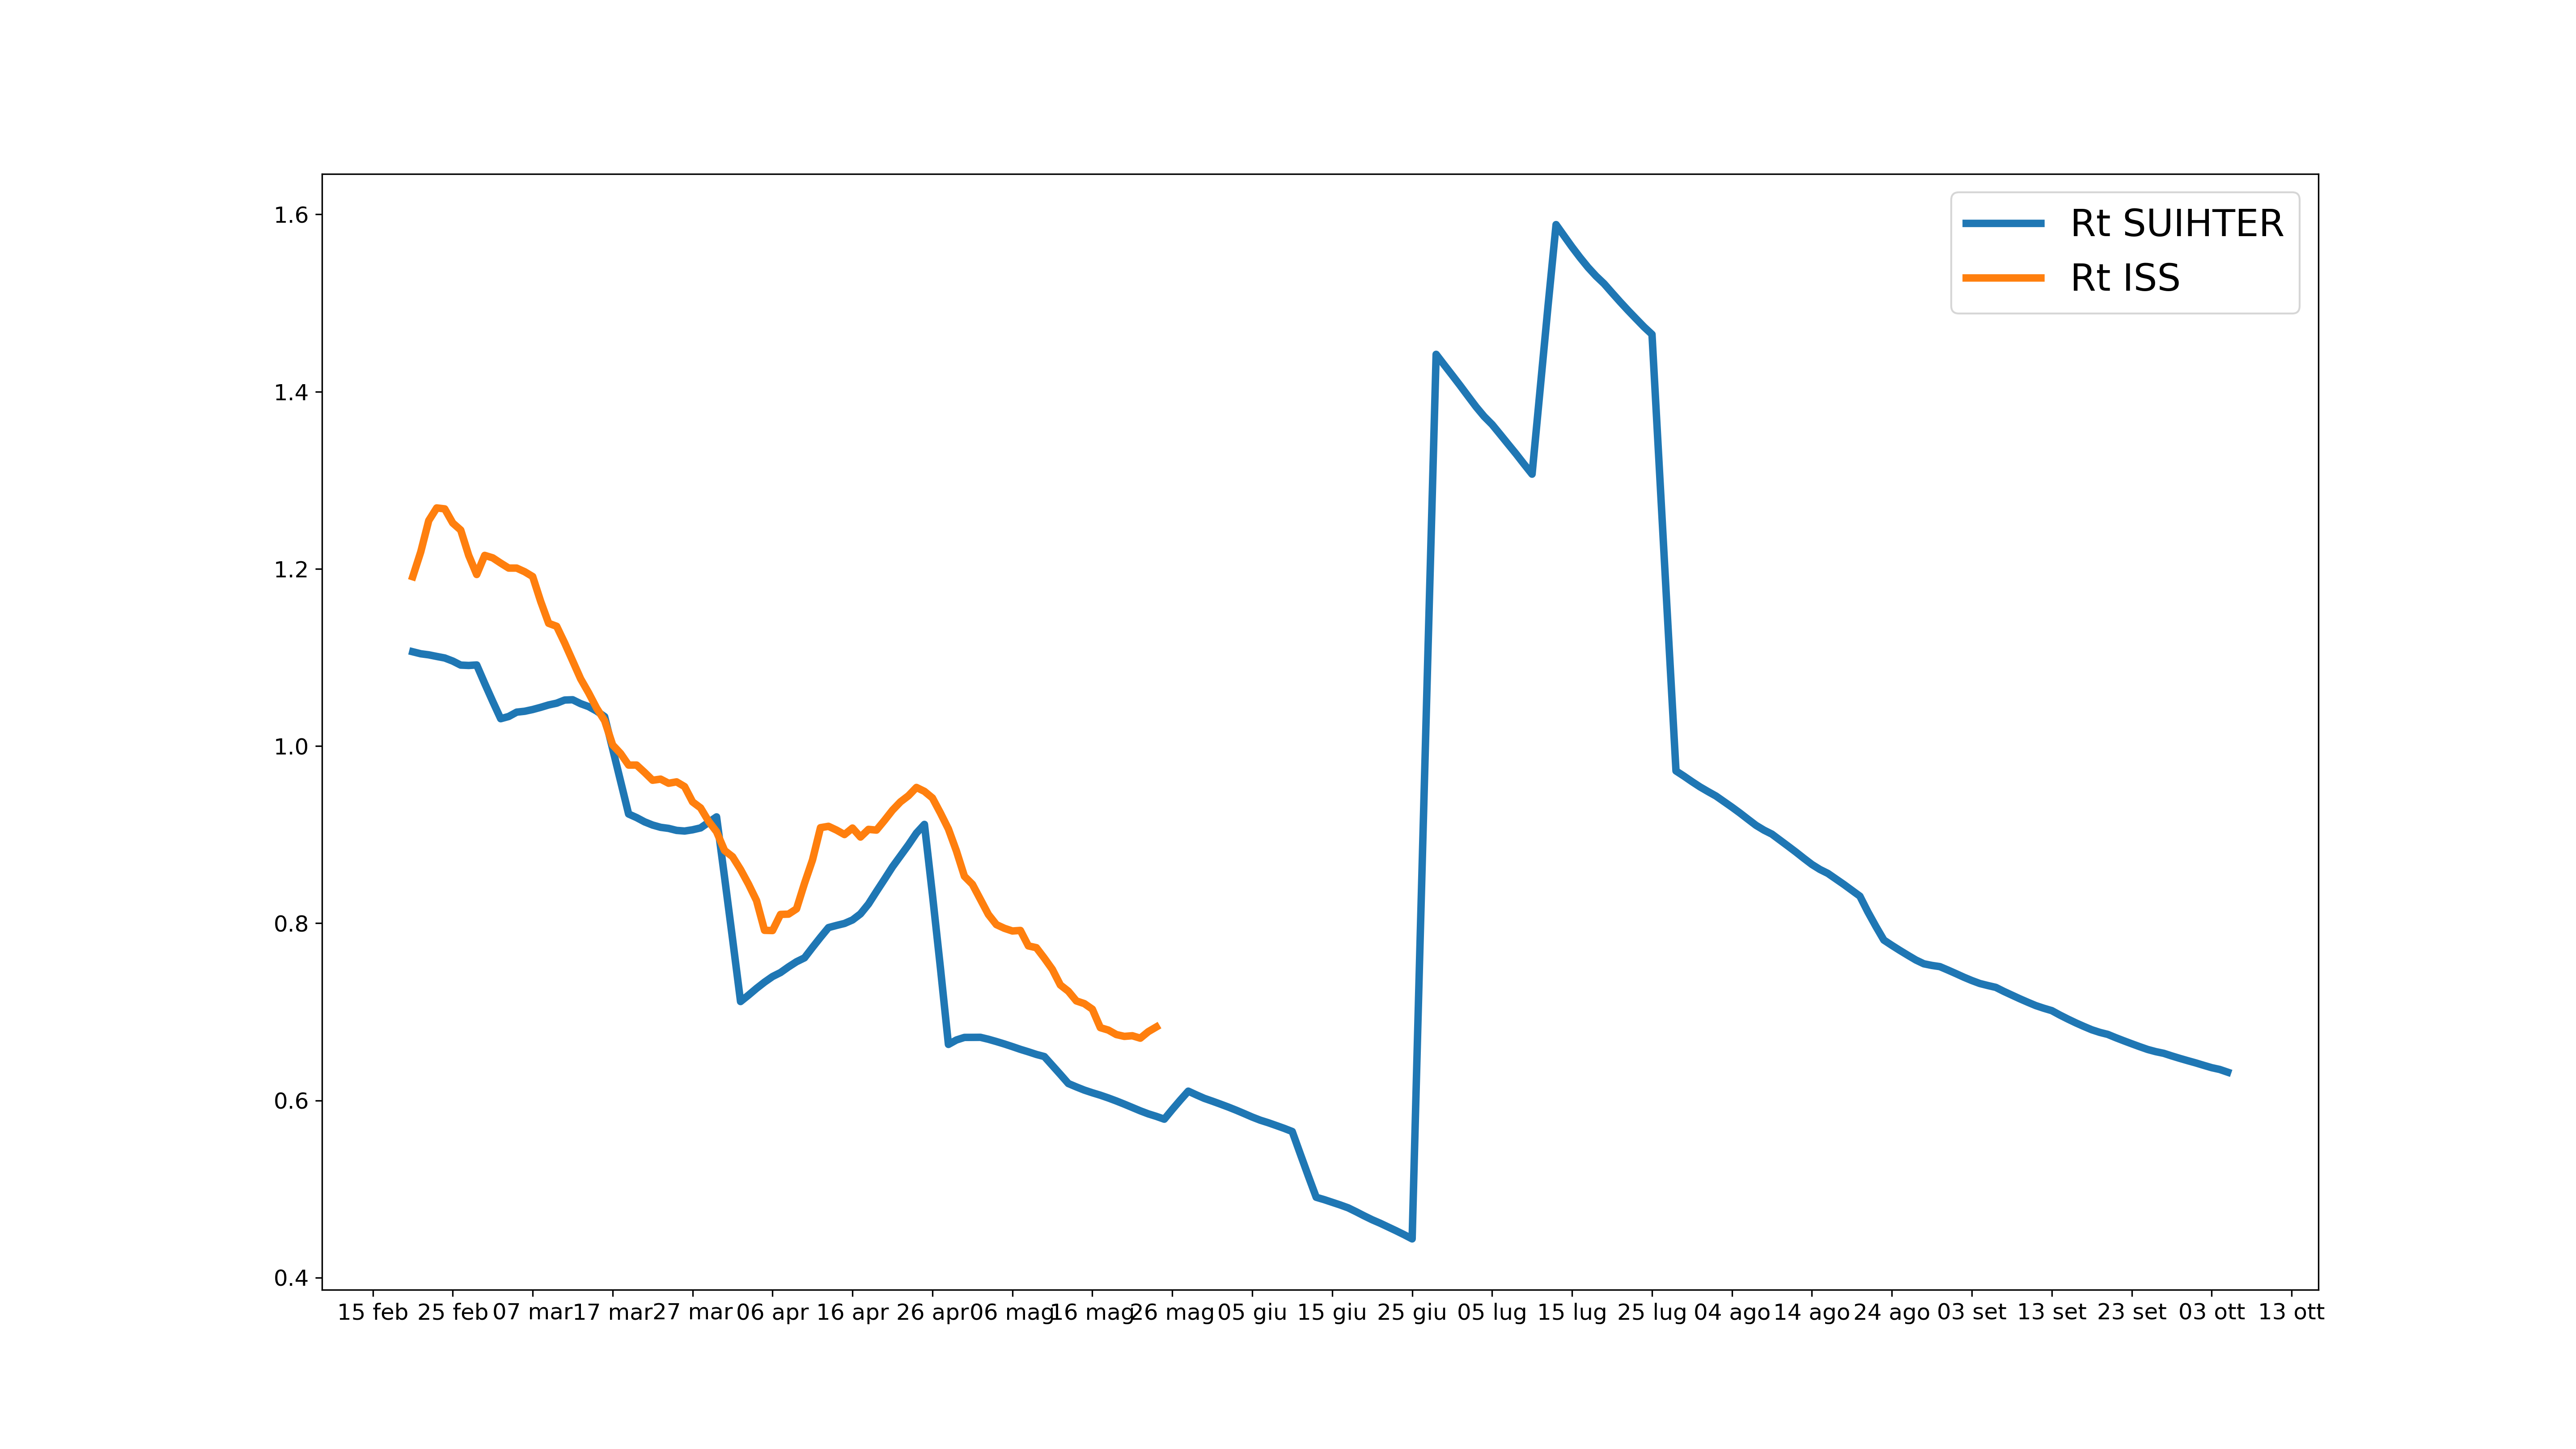 Rt SUIHTER
Rt ISS
1.6
1.4
1.2
1.0
0.8
0.6
0.4
15 feb 25 feb 07 mar 17 mar 27 mar 06 apr 16 apr 26 apr 06 mag 16 mag 26 mag 05 giu 15 giu 25 giu 05 lug 15 lug 25 lug 04 ago 14 ago 24 ago 03 set 13 set 23 set 03 ott 13 ott